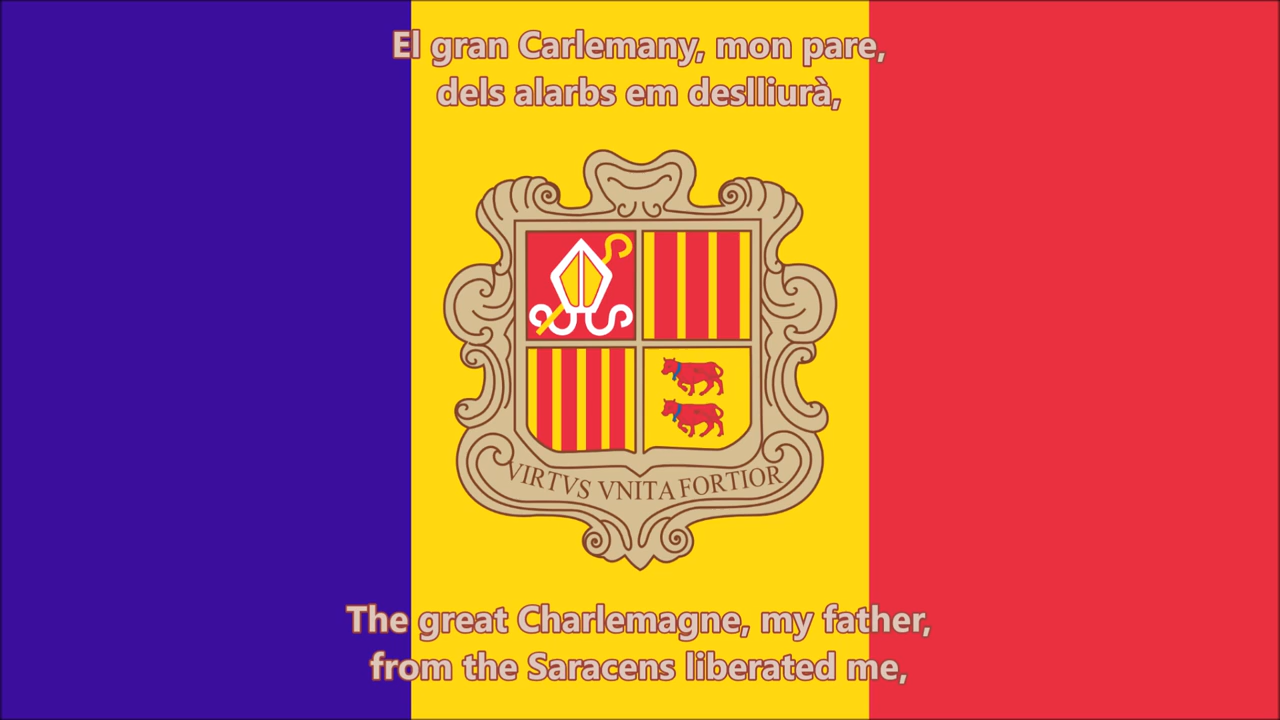 El gran Carlemany, mon pare,
dels alarbs em deslliurà,
VIRTVS VNITA FORTIOR
The great Charlemagne, my father,
from the Saracens liberated me,